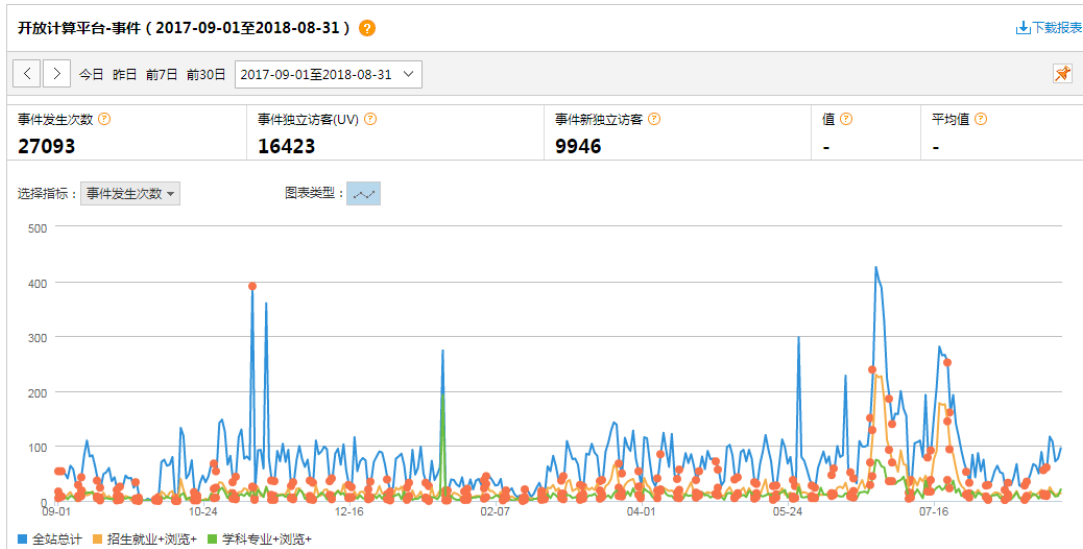 开放计算平台-事件（2017-09-01至2018-08-31） ?
下载报表
< > 今日 昨日 前7日 前30日 2017-09-01至2018-08-31
事件发生次数 ? 事件独立访客(UV) ? 事件新独立访客 ? 值 ? 平均值 ?
27093 16423 9946 - -
选择指标： 事件发生次数 图表类型：
500
400
300
200
100
0
09-01 10-24 12-16 02-07 04-01 05-24 07-16
全站总计 招生就业+浏览+ 学科专业+浏览+